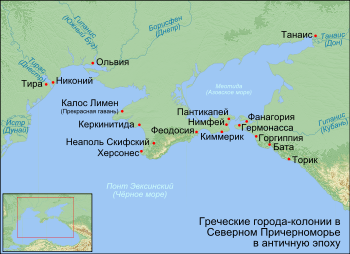 Борисфен
(Днепр)
Гипанис
(Южный Буг)
Танаис
Танаис
(Дон)
Тирас
(Днестр)
Ольвия
Никоний
Тира
Меотида
(Азовское море)
Калос Лимен
(Прекрасная гавань)
Пантикапей
Фанагория
Гипанис
(Кубань)
Истр
(Дунай)
Керкинитида
Нимфей
Гермонасса
Феодосия
Киммерик
Горгиппия
Неаполь Скифский
Бата
Херсонес
Торик
Понт Эвксинский
(Чёрное море)
Греческие города-колонии в
Северном Причерноморье
в античную эпоху